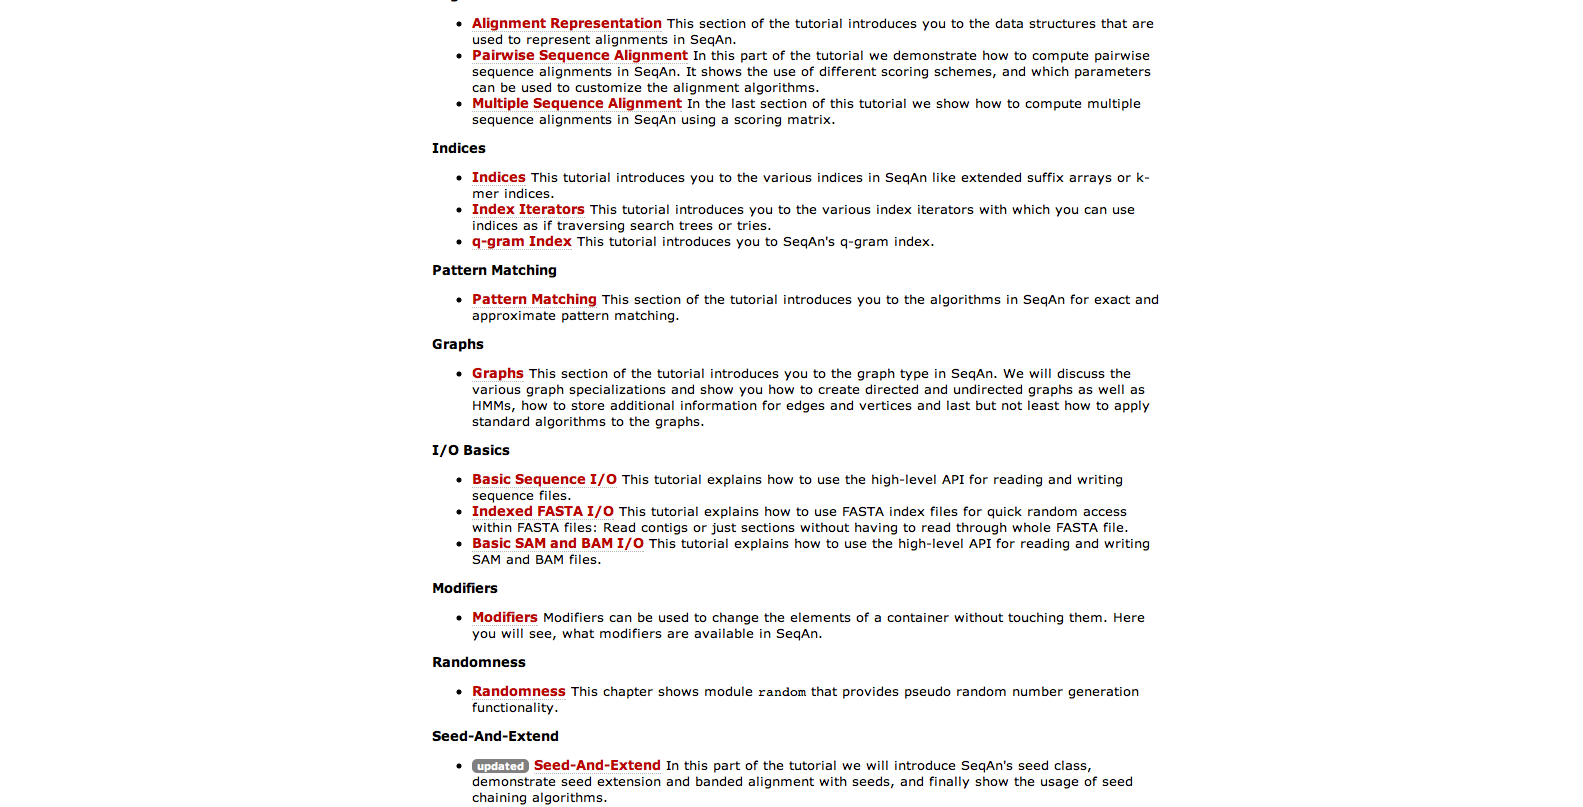 • Alignment Representation This section of the tutorial introduces you to the data structures that are
used to represent alignments in SeqAn.
• Pairwise Sequence Alignment In this part of the tutorial we demonstrate how to compute pairwise
sequence alignments in SeqAn. It shows the use of different scoring schemes, and which parameters
can be used to customize the alignment algorithms.
• Multiple Sequence Alignment In the last section of this tutorial we show how to compute multiple
sequence alignments in SeqAn using a scoring matrix.
Indices
• Indices This tutorial introduces you to the various indices in SeqAn like extended suffix arrays or k-
mer indices.
• Index Iterators This tutorial introduces you to the various index iterators with which you can use
indices as if traversing search trees or tries.
• q-gram Index This tutorial introduces you to SeqAn's q-gram index.
Pattern Matching
• Pattern Matching This section of the tutorial introduces you to the algorithms in SeqAn for exact and
approximate pattern matching.
Graphs
• Graphs This section of the tutorial introduces you to the graph type in SeqAn. We will discuss the
various graph specializations and show you how to create directed and undirected graphs as well as
HMMs, how to store additional information for edges and vertices and last but not least how to apply
standard algorithms to the graphs.
I/O Basics
• Basic Sequence I/O This tutorial explains how to use the high-level API for reading and writing
sequence files.
• Indexed FASTA I/O This tutorial explains how to use FASTA index files for quick random access
within FASTA files: Read contigs or just sections without having to read through whole FASTA file.
• Basic SAM and BAM I/O This tutorial explains how to use the high-level API for reading and writing
SAM and BAM files.
Modifiers
• Modifiers Modifiers can be used to change the elements of a container without touching them. Here
you will see, what modifiers are available in SeqAn.
Randomness
• Randomness This chapter shows module random that provides pseudo random number generation
functionality.
Seed-And-Extend
• updated Seed-And-Extend In this part of the tutorial we will introduce SeqAn's seed class,
demonstrate seed extension and banded alignment with seeds, and finally show the usage of seed
chaining algorithms.